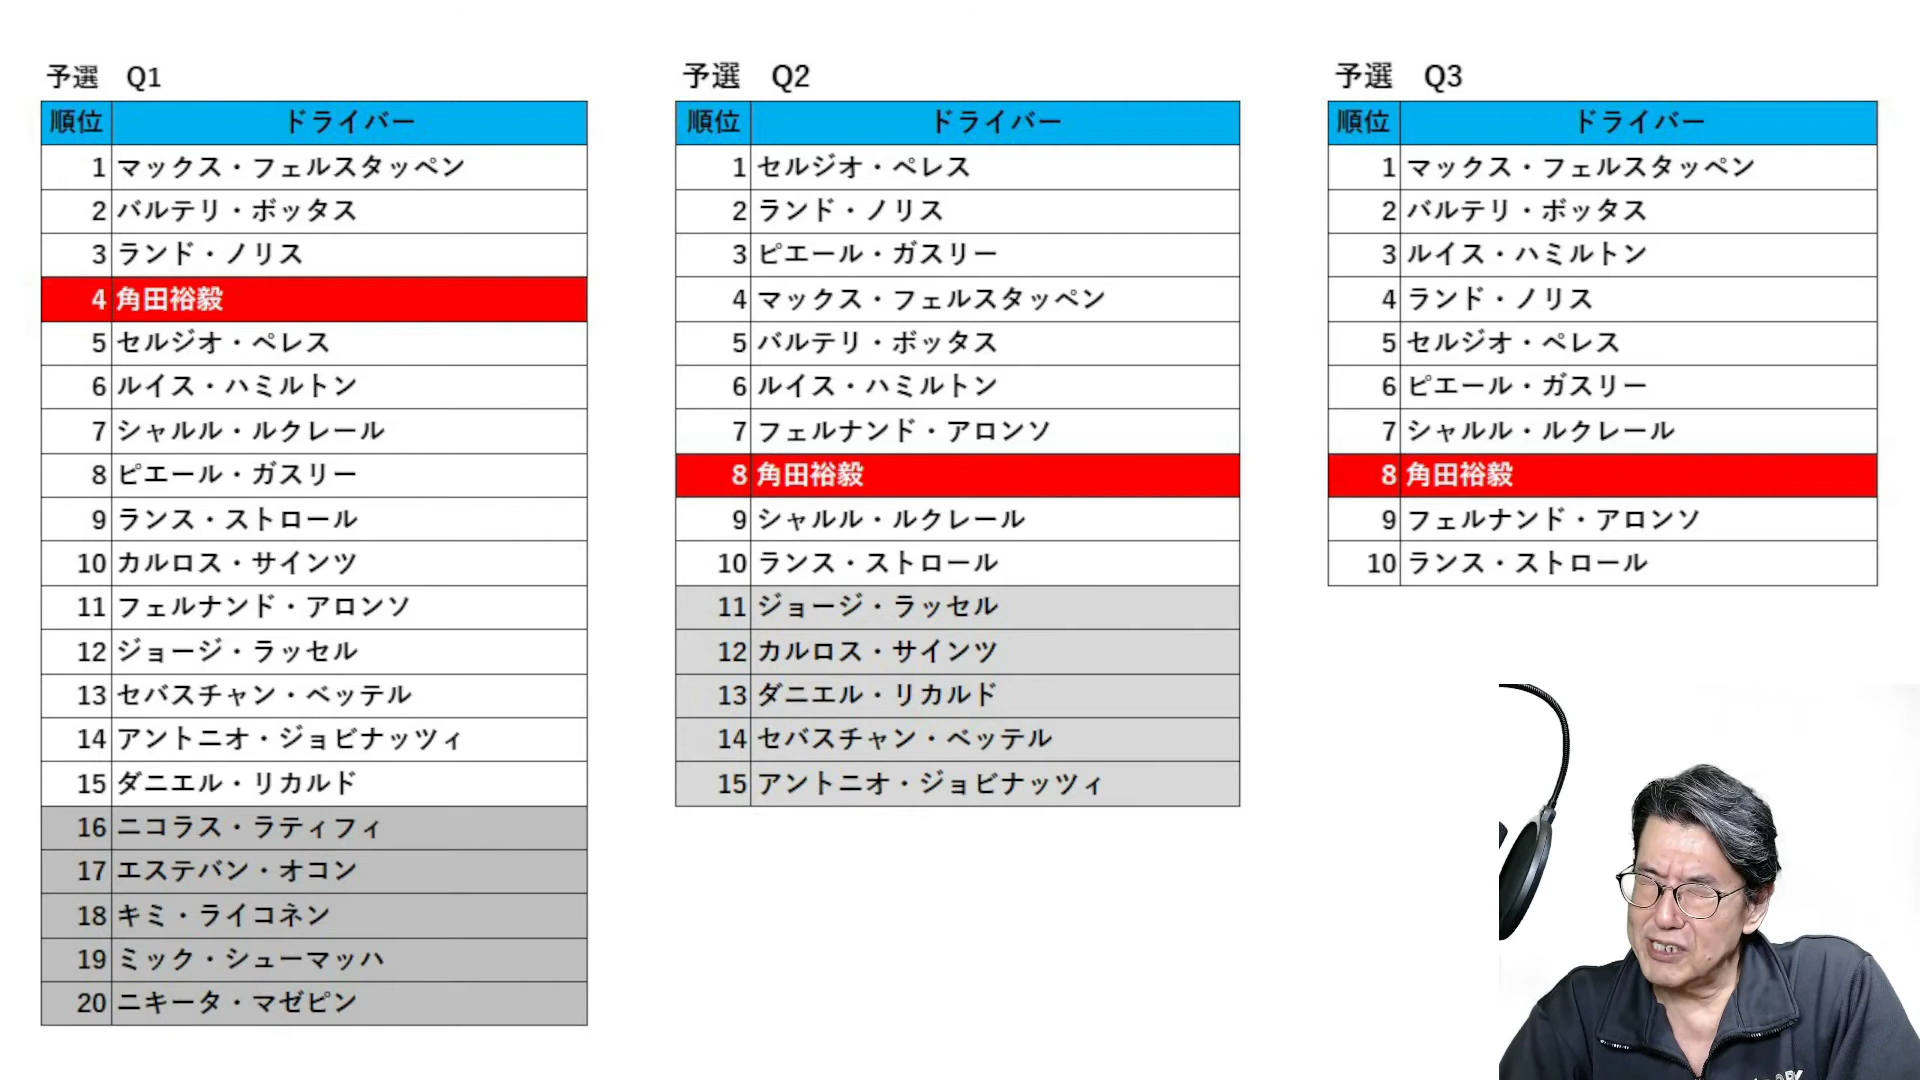 予選 Q1
順位 ドライバー
1 マックス・フェルスタッペン
2 バルテリ・ボッタス
3 ランド・ノリス
4 角田裕毅
5 セルジオ・ペレス
6 ルイス・ハミルトン
7 シャルル・ルクレール
8 ピエール・ガスリー
9 ランス・ストロール
10 カルロス・サインツ
11 フェルナンド・アロンソ
12 ジョージ・ラッセル
13 セバスチャン・ベッテル
14 アントニオ・ジョビナッツィ
15 ダニエル・リカルド
16 ニコラス・ラティフィ
17 エステバン・オコン
18 キミ・ライコネン
19 ミック・シューマッハ
20 ニキータ・マゼピン
予選 Q2
順位 ドライバー
1 セルジオ・ペレス
2 ランド・ノリス
3 ピエール・ガスリー
4 マックス・フェルスタッペン
5 バルテリ・ボッタス
6 ルイス・ハミルトン
7 フェルナンド・アロンソ
8 角田裕毅
9 シャルル・ルクレール
10 ランス・ストロール
11 ジョージ・ラッセル
12 カルロス・サインツ
13 ダニエル・リカルド
14 セバスチャン・ベッテル
15 アントニオ・ジョビナッツィ
予選 Q3
順位 ドライバー
1 マックス・フェルスタッペン
2 バルテリ・ボッタス
3 ルイス・ハミルトン
4 ランド・ノリス
5 セルジオ・ペレス
6 ピエール・ガスリー
7 シャルル・ルクレール
8 角田裕毅
9 フェルナンド・アロンソ
10 ランス・ストロール